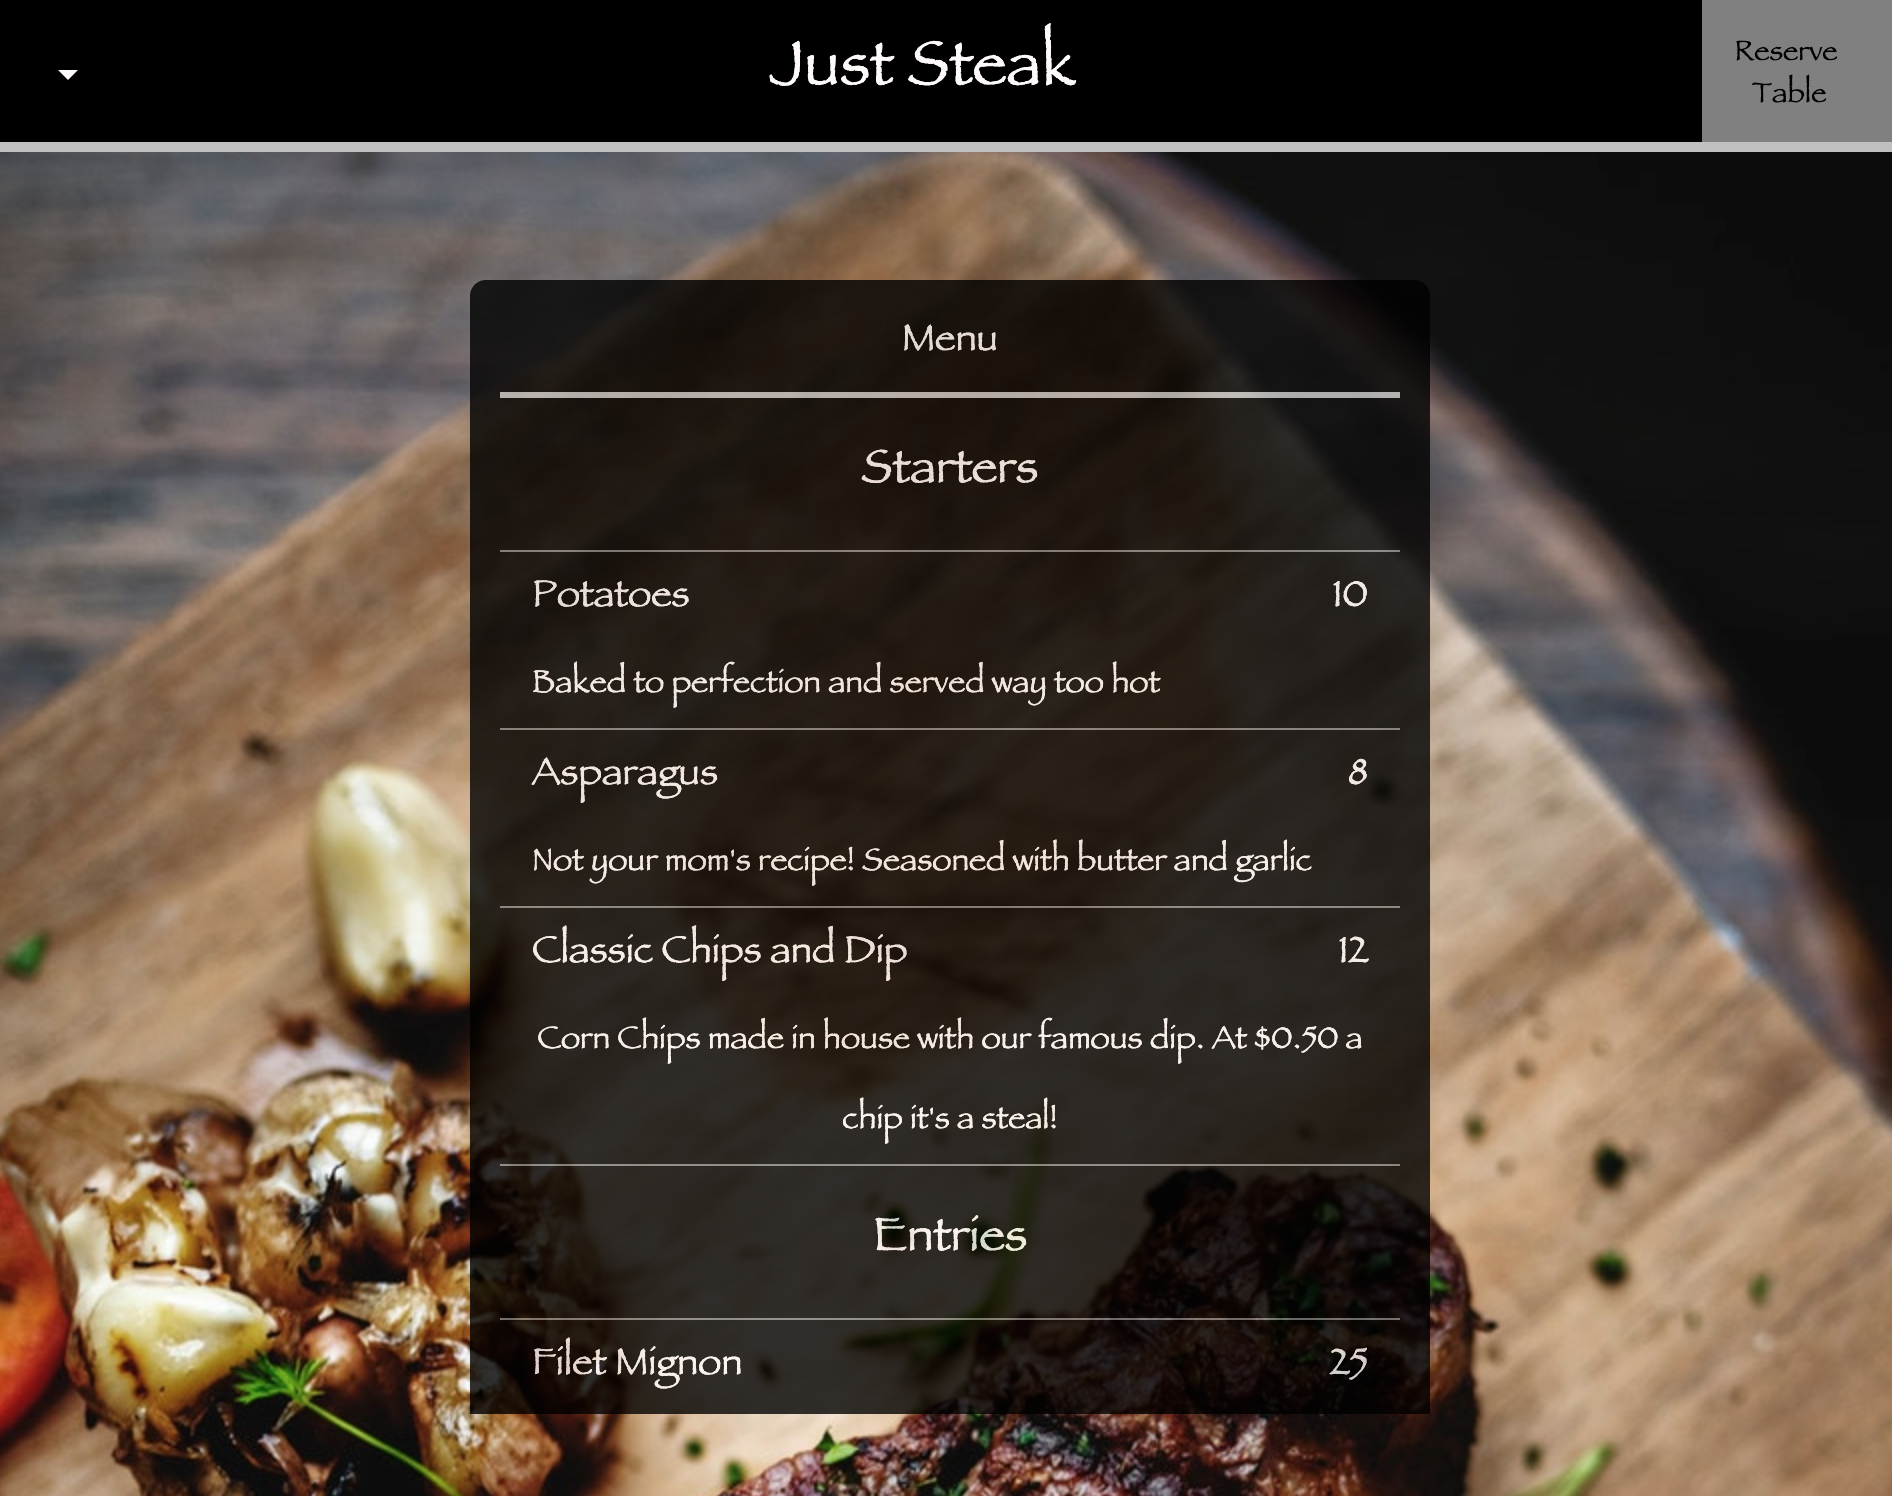 Just Steak
Reserve
Table
Menu
Starters
Potatoes 10
Baked to perfection and served way too hot
Asparagus 8
Not your mom's recipe! Seasoned with butter and garlic
Classic Chips and Dip 12
Corn Chips made in house with our famous dip. At $0.50 a
chip it's a steal!
Entries
Filet Mignon 25